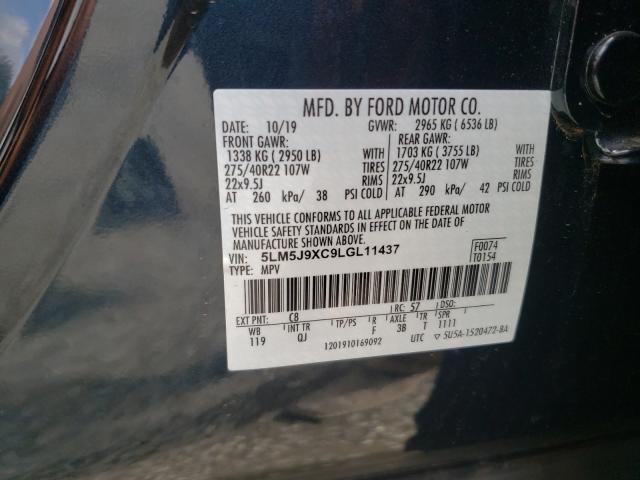 MFD. BY FORD MOTOR CO.
DATE: 10/19 GVWR: 2965 KG ( 6536 LB)
FRONT GAWR: REAR GAWR:
1338 KG ( 2950 LB) WITH 1703 KG ( 3755 LB) WITH
275/40R22 107W TIRES 275/40R22 107W TIRES
22x9.5J RIMS 22x9.5J RIMS
AT 260 kPa/ 38 PSI COLD AT 290 kPa/ 42 PSI COLD
THIS VEHICLE CONFORMS TO ALL APPLICABLE FEDERAL MOTOR
VEHICLE SAFETY STANDARDS IN EFFECT ON THE DATE OF
MANUFACTURE SHOWN ABOVE.
VIN: 5LM5J9XC9LGL11437 F0074
TYPE: MPV T0154
EXT PNT: C8 RC: 57 DSO:
WB INT TR TP/PS R AXLE TR SPR
119 QJ F 3B T 1111
1201910169092 UTC ▽ 5U5A-1520472-BA